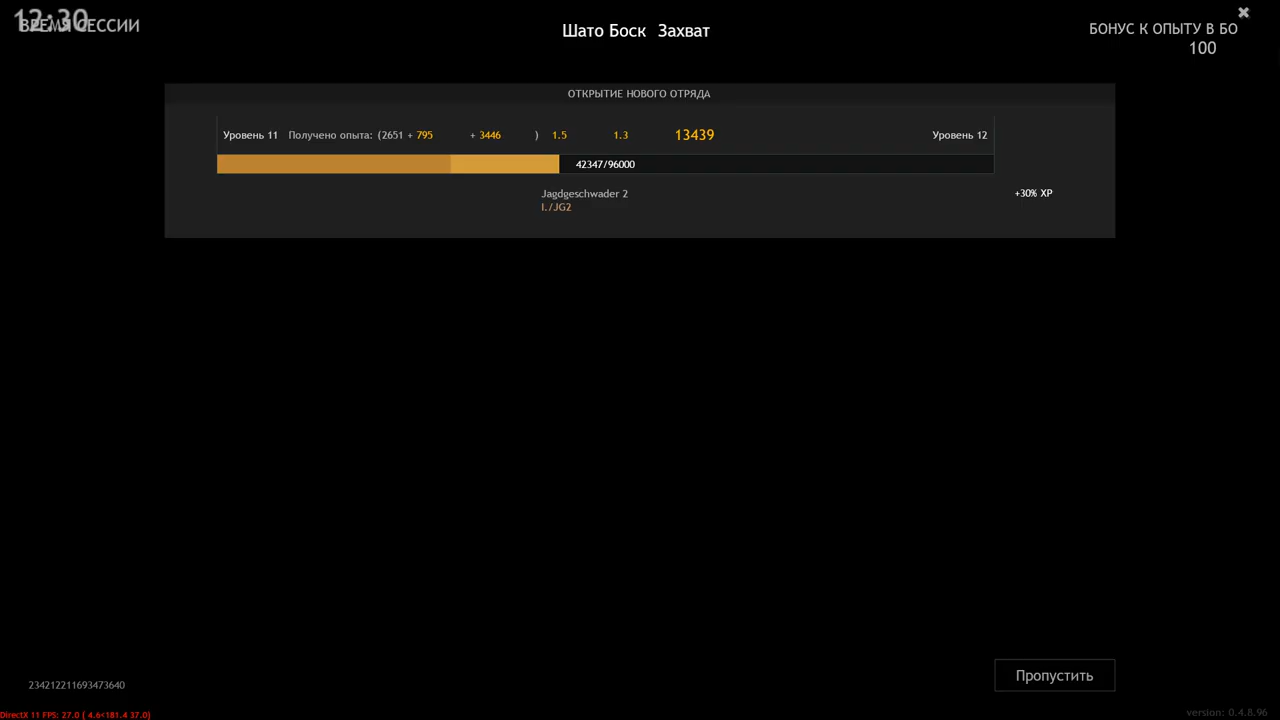 12:30
ВРЕМЯ СЕССИИ
Шато Боск Захват
БОНУС К ОПЫТУ В БО
100
ОТКРЫТИЕ НОВОГО ОТРЯДА
Уровень 11 Получено опыта: (2651 + 795 + 3446 ) 1.5 1.3 13439 Уровень 12
42347/96000
Jagdgeschwader 2
I./JG2
+30% XP
Пропустить
234212211693473640
DirectX 11 FPS: 27.0 ( 4.6<181.4 37.0)
version: 0.4.8.96